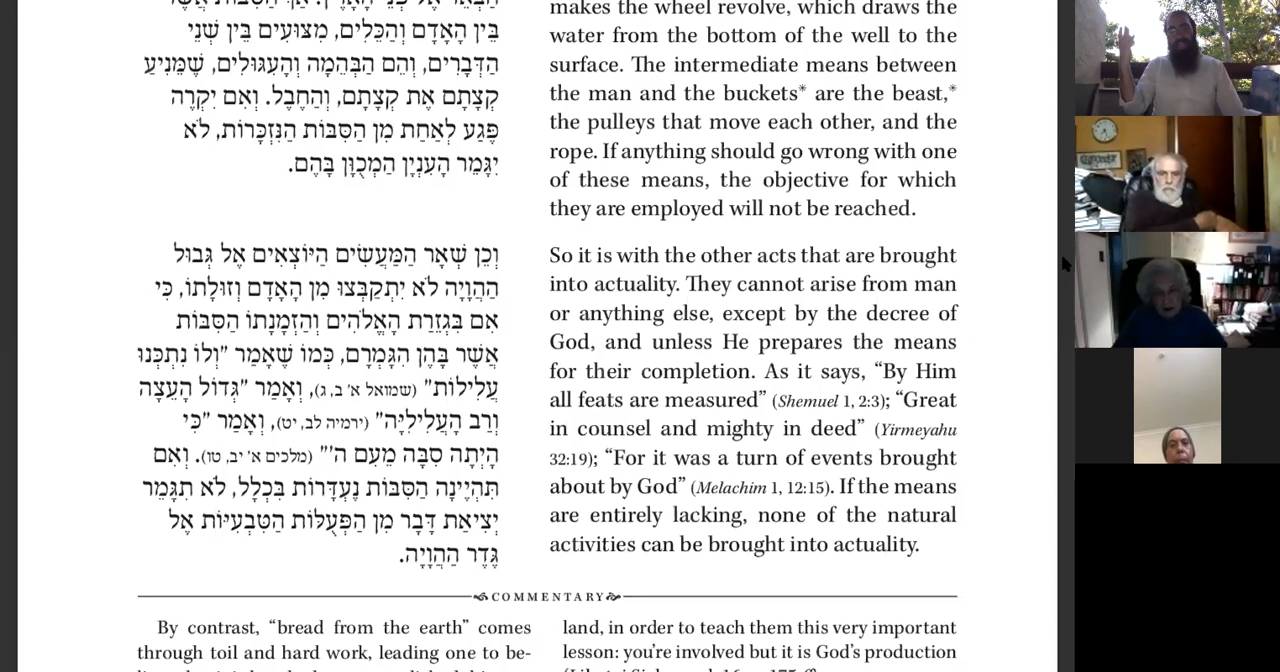 בֵּין הָאָדָם וְהַכֵּלִים, מְצוּעִים בֵּין שְׁנֵי
הַדְּבָרִים, וְהֵם הַבְּהֵמָה וְהָעִגּוּלִים, שֶׁמֵּנִיעַ
קְצָתָם אֶת קְצָתָם, וְהַחֶבֶל. וְאִם יִקְרֶה
פֶּגַע לְאַחַת מִן הַסִּבּוֹת הַנִּזְכָּרוֹת, לֹא
יִגָּמֵר הָעִנְיָן הַמְכֻוָּן בָּהֶם.
וְכֵן שְׁאָר הַמַּעֲשִׂים הַיּוֹצְאִים אֶל גְּבוּל
הַהֲוָיָה לֹא יִתְקַבְּצוּ מִן הָאָדָם וְזוּלָתוֹ, כִּי
אִם בִּגְזֵרַת הָאֱלֹהִים וְהַזְמָנָתוֹ הַסִּבּוֹת
אֲשֶׁר בָּהֶן הִגָּמְרָם, כְּמוֹ שֶׁאָמַר "וְלוֹ נִתְכְּנוּ
עֲלִילוֹת" (שמואל א' ב, ג), וְאָמַר "גְּדוֹל הָעֵצָה
וְרַב הָעֲלִילִיָּה" (ירמיה לב, יט), וְאָמַר "כִּי
הָיְתָה סִבָּה מֵעִם ה'" (מלכים א' יב, טו). וְאִם
תִּהְיֶינָה הַסִּבּוֹת נֶעְדָּרוֹת בִּכְלָל, לֹא תִגָּמֵר
יְצִיאַת דָּבָר מִן הַפְּעֻלּוֹת הַטִּבְעִיּוֹת אֶל
גֶּדֶר הַהֲוָיָה.
makes the wheel revolve, which draws the
water from the bottom of the well to the
surface. The intermediate means between
the man and the buckets* are the beast,*
the pulleys that move each other, and the
rope. If anything should go wrong with one
of these means, the objective for which
they are employed will not be reached.
So it is with the other acts that are brought
into actuality. They cannot arise from man
or anything else, except by the decree of
God, and unless He prepares the means
for their completion. As it says, “By Him
all feats are measured” (Shemuel 1, 2:3); “Great
in counsel and mighty in deed” (Yirmeyahu
32:19); “For it was a turn of events brought
about by God” (Melachim 1, 12:15). If the means
are entirely lacking, none of the natural
activities can be brought into actuality.
COMMENTARY
By contrast, “bread from the earth” comes
through toil and hard work, leading one to be-
land, in order to teach them this very important
lesson: you’re involved but it is God’s production